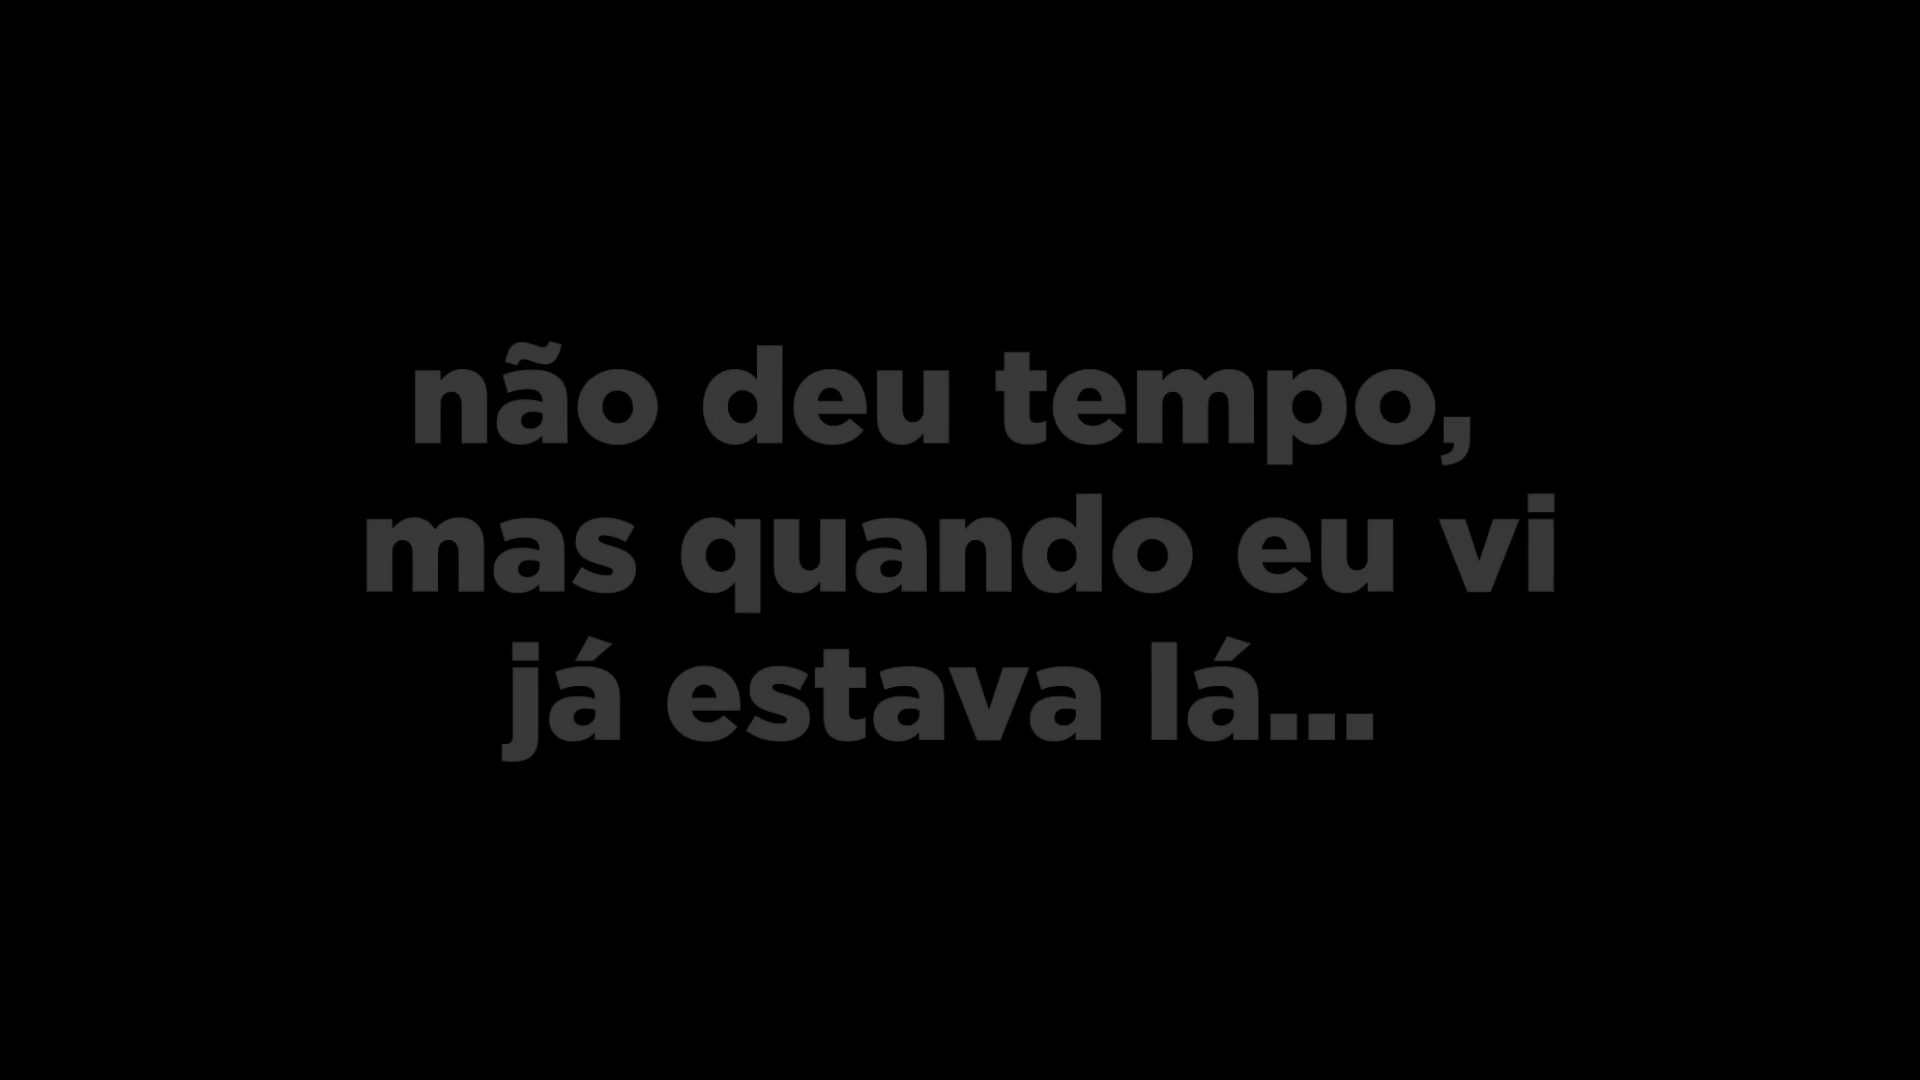 não deu tempo,
mas quando eu vi
já estava lá...